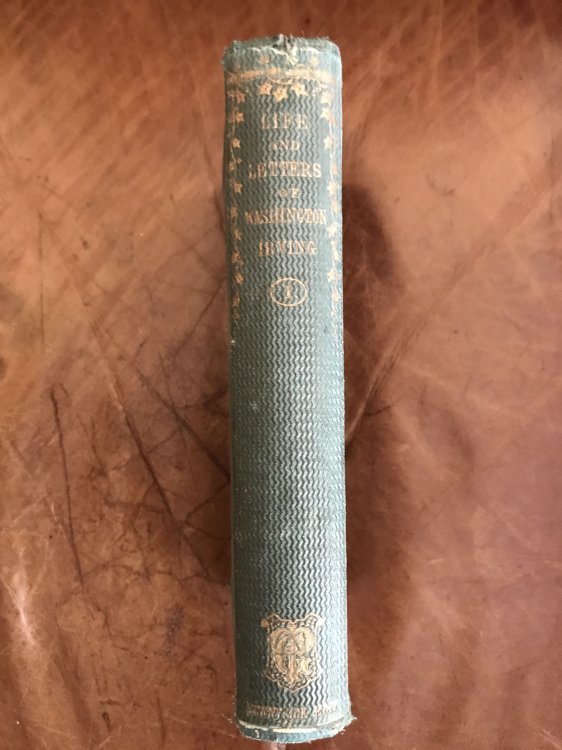 LIFE
AND
LETTERS
OF
WASHINGTON
IRVING
1